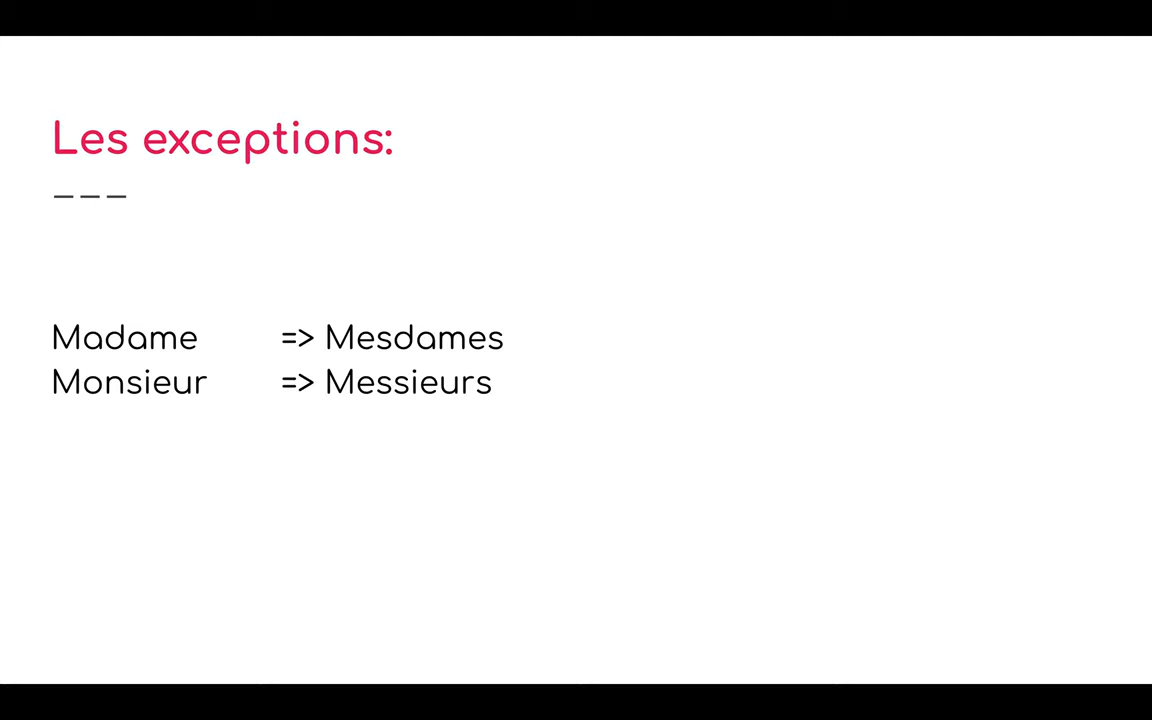 Les exceptions:
———
Madame => Mesdames
Monsieur => Messieurs